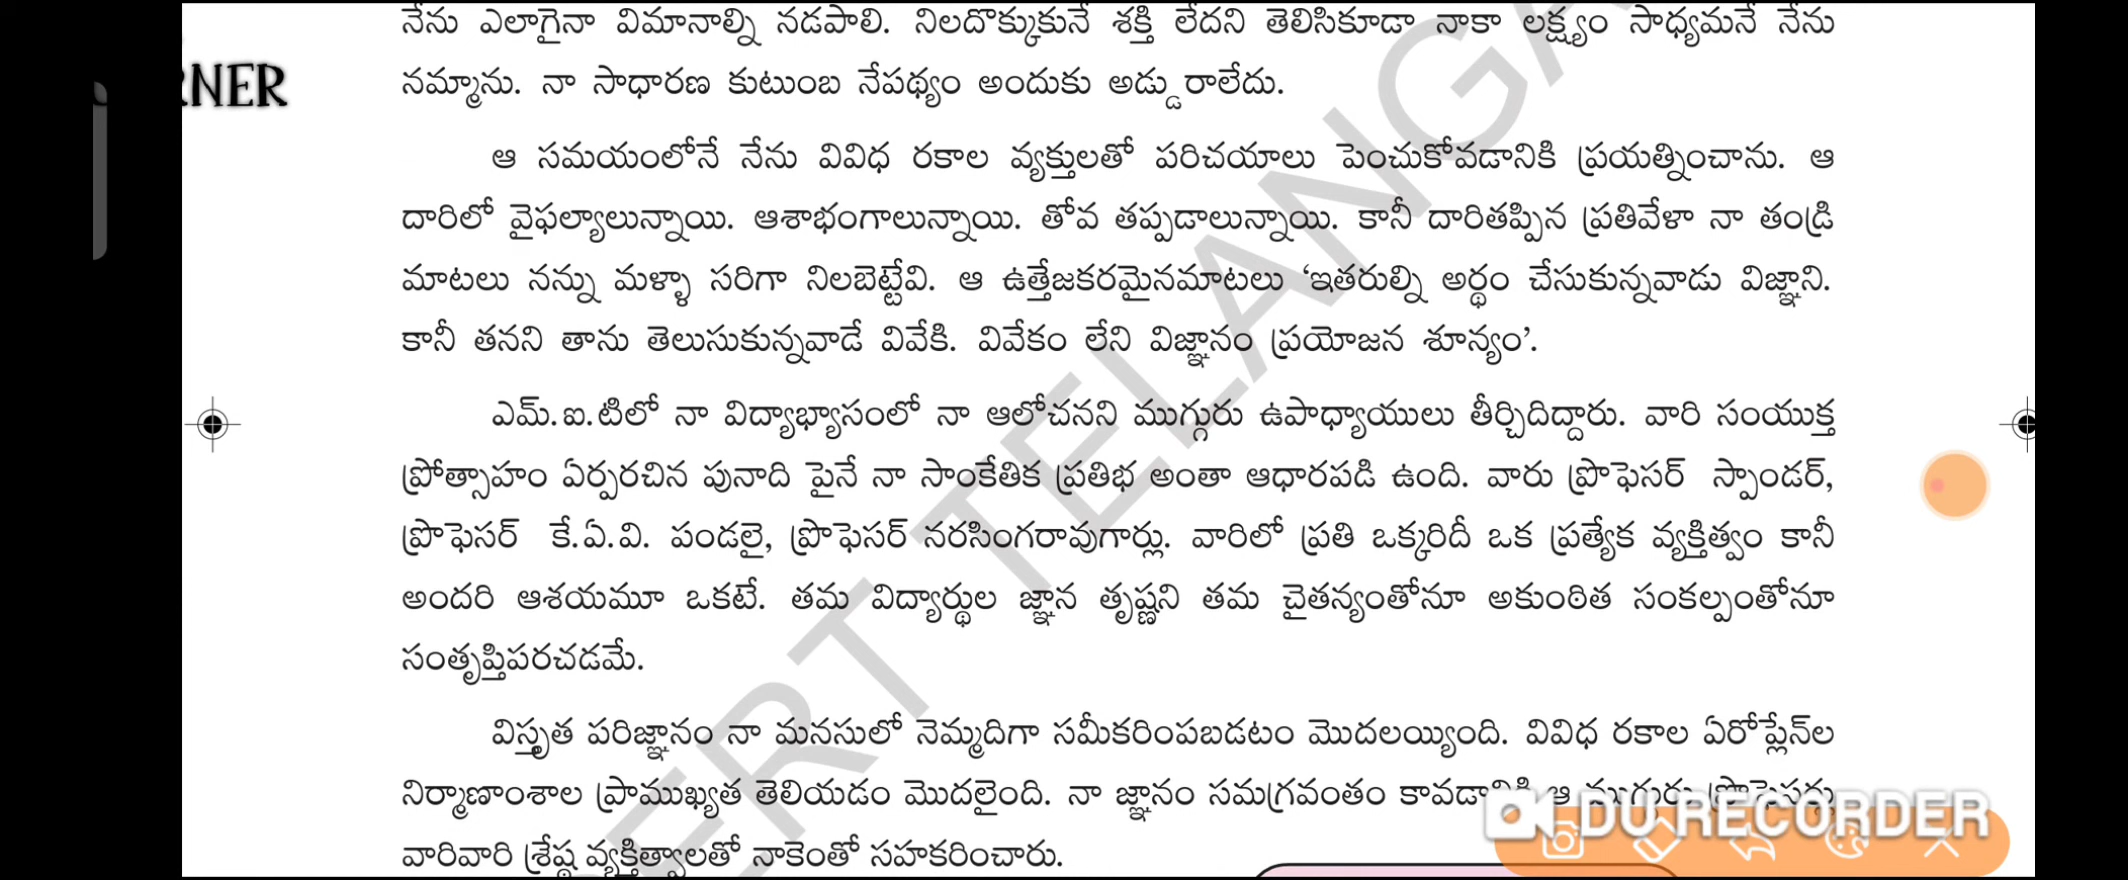 నేను ఎలాగైనా విమానాల్ని నడపాలి. నిలదొక్కుకునే శక్తి లేదని తెలిసికూడా నాకా లక్ష్యం సాధ్యమనే నేను
RNER
నమ్మాను. నా సాధారణ కుటుంబ నేపథ్యం అందుకు అడ్డురాలేదు.
ఆ సమయంలోనే నేను వివిధ రకాల వ్యక్తులతో పరిచయాలు పెంచుకోవడానికి ప్రయత్నించాను. ఆ
దారిలో వైఫల్యాలున్నాయి. ఆశాభంగాలున్నాయి. తోవ తప్పడాలున్నాయి. కానీ దారితప్పిన ప్రతివేళా నా తండ్రి
మాటలు నన్ను మళ్ళా సరిగా నిలబెట్టేవి. ఆ ఉత్తేజకరమైనమాటలు ‘ఇతరుల్ని అర్థం చేసుకున్నవాడు విజ్ఞాని.
కానీ తనని తాను తెలుసుకున్నవాడే వివేకి. వివేకం లేని విజ్ఞానం ప్రయోజన శూన్యం’.
ఎమ్.ఐ.టిలో నా విద్యాభ్యాసంలో నా ఆలోచనని ముగ్గురు ఉపాధ్యాయులు తీర్చిదిద్దారు. వారి సంయుక్త
ప్రోత్సాహం ఏర్పరచిన పునాది పైనే నా సాంకేతిక ప్రతిభ అంతా ఆధారపడి ఉంది. వారు ప్రొఫెసర్ స్పాండర్,
ప్రొఫెసర్ కే.ఏ.వి. పండలై, ప్రొఫెసర్ నరసింగరావుగార్లు. వారిలో ప్రతి ఒక్కరిదీ ఒక ప్రత్యేక వ్యక్తిత్వం కానీ
అందరి ఆశయమూ ఒకటే. తమ విద్యార్థుల జ్ఞాన తృష్ణని తమ చైతన్యంతోనూ అకుంఠిత సంకల్పంతోనూ
సంతృప్తిపరచడమే.
విస్తృత పరిజ్ఞానం నా మనసులో నెమ్మదిగా సమీకరింపబడటం మొదలయ్యింది. వివిధ రకాల ఏరోప్లేన్‌ల
నిర్మాణాంశాల ప్రాముఖ్యత తెలియడం మొదలైంది. నా జ్ఞానం సమగ్రవంతం కావడానికి ఆ ముగ్గురు ప్రొఫెసర్లు
వారివారి శ్రేష్ఠ వ్యక్తిత్వాలతో నాకెంతో సహకరించారు.
DU RECORDER
ERT TELANGA